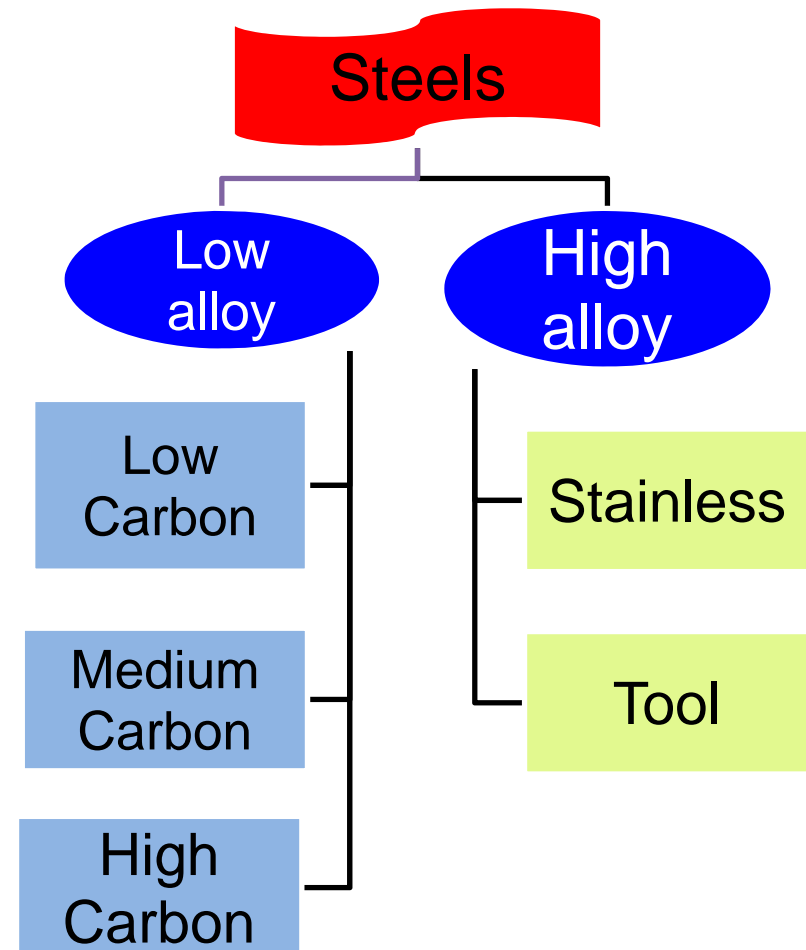 Steels
Low
alloy
High
alloy
Low
Carbon
Medium
Carbon
High
Carbon
Stainless
Tool